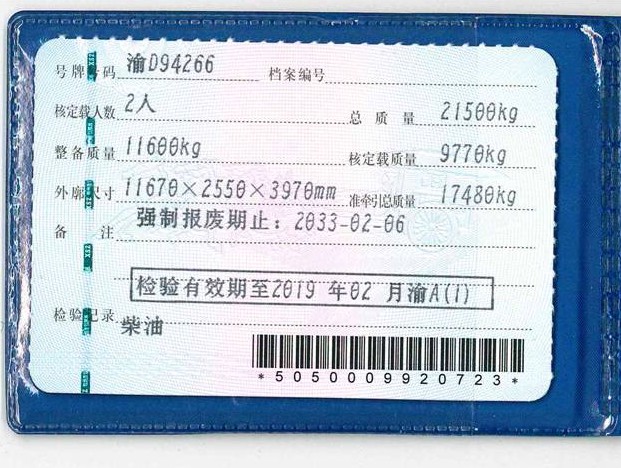 号牌号码 渝D94266 档案编号
核定载人数 2人 总质量 21500kg
整备质量 11600kg 核定载质量 9770kg
外廓尺寸 11670×2550×3970mm 准牵引总质量 17480kg
强制报废期止：2033-02-06
备注
检验有效期至2019 年02 月渝A(1)
检验记录
柴油
*5050009920723*